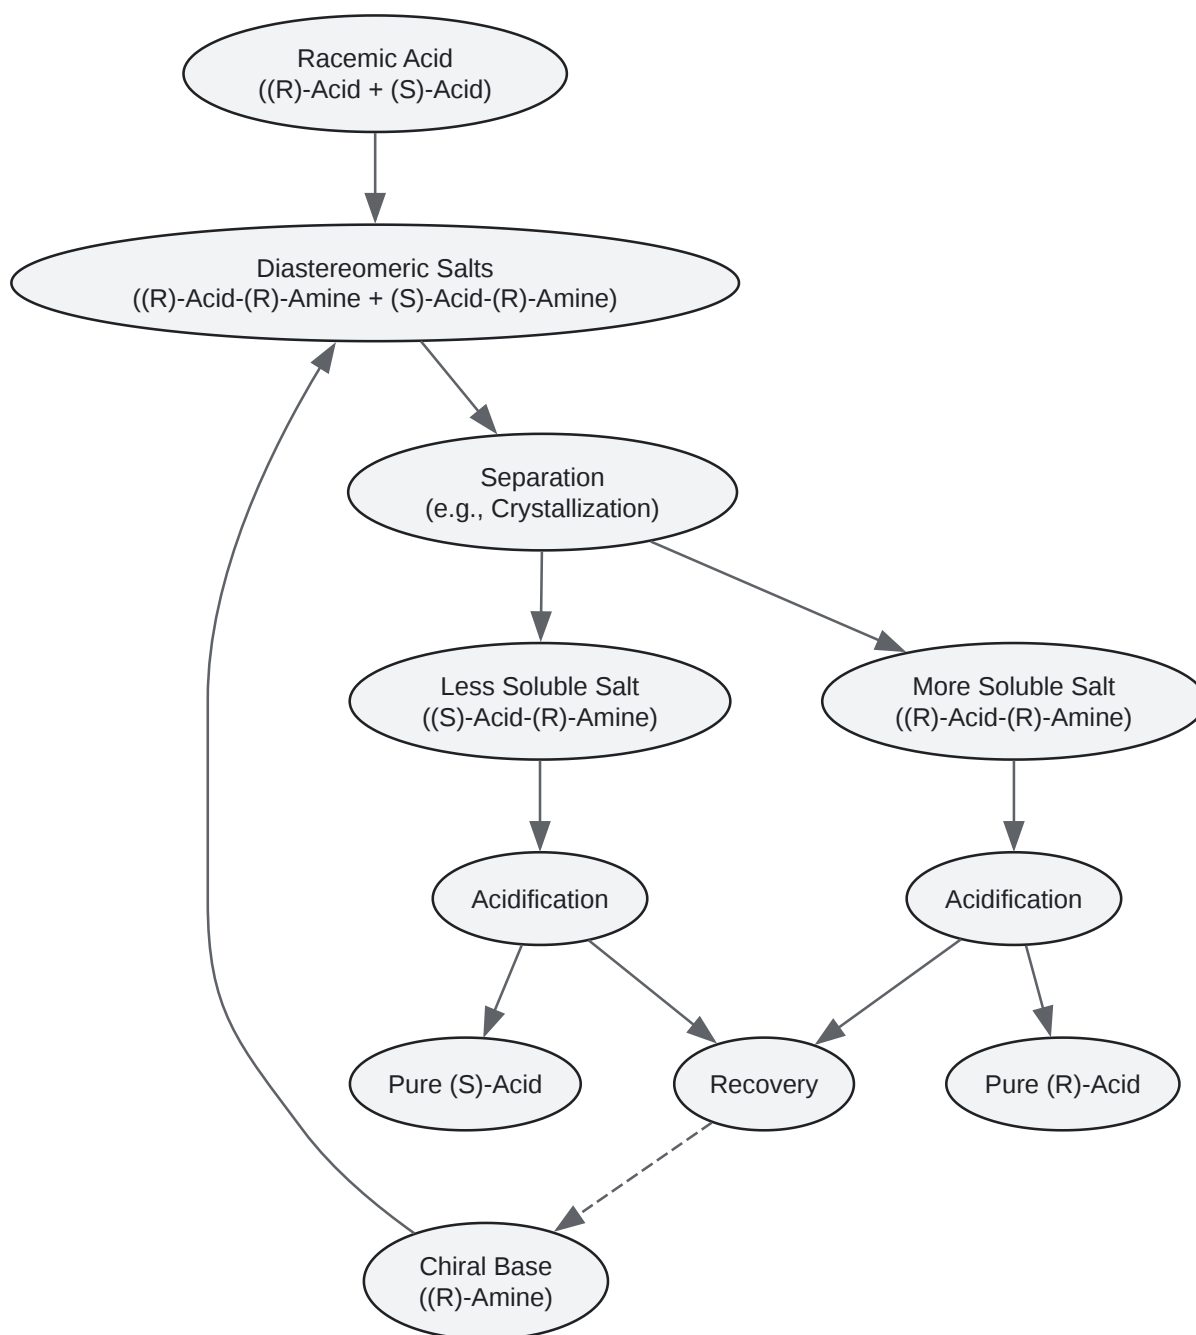 Racemic Acid
((R)-Acid + (S)-Acid)
Diastereomeric Salts
((R)-Acid-(R)-Amine + (S)-Acid-(R)-Amine)
Separation
(e.g., Crystallization)
Less Soluble Salt
((S)-Acid-(R)-Amine)
More Soluble Salt
((R)-Acid-(R)-Amine)
Acidification
Acidification
Pure (S)-Acid
Recovery
Pure (R)-Acid
Chiral Base
((R)-Amine)